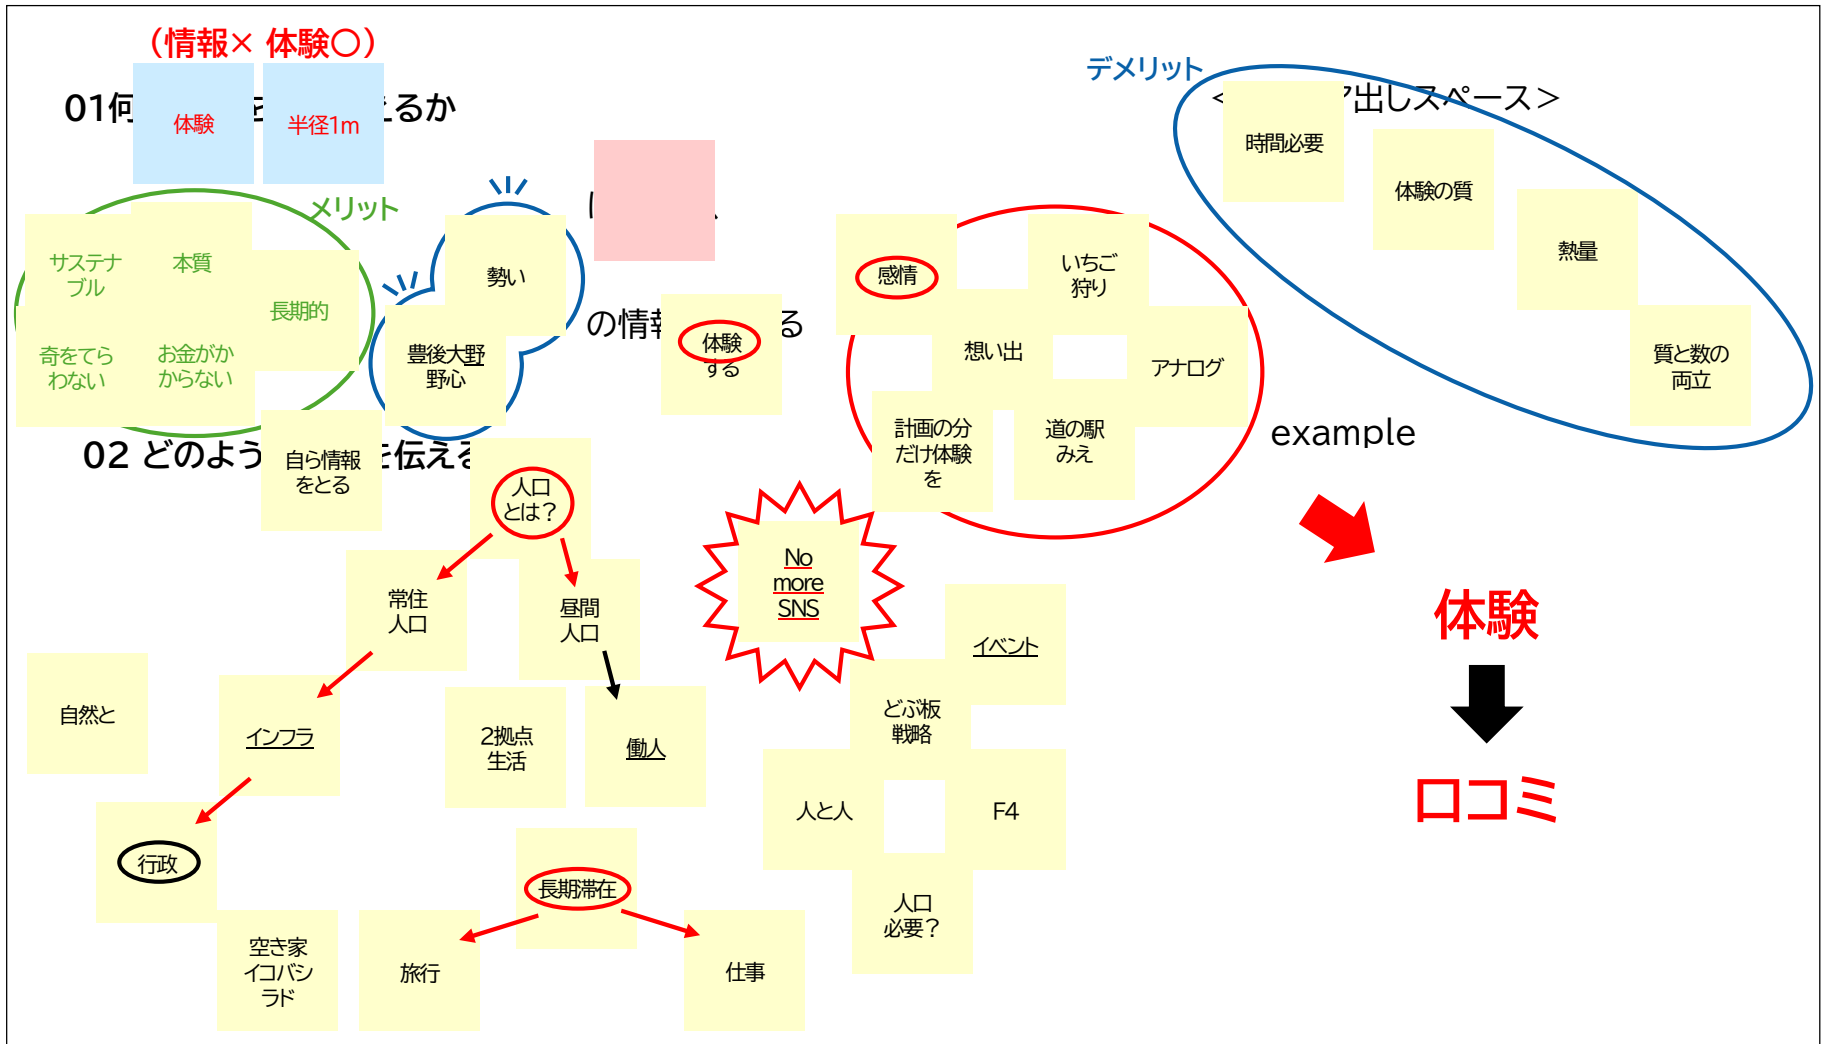 （情報× 体験〇）
01何
を
えるか
体験
半径1m
デメリット
＜
ア出しスペース＞
時間必要
体験の質
熱量
質と数の
両立
メリット
サステナ
ブル
本質
長期的
奇をてら
わない
お金がか
からない
勢い
豊後大野
野心
の情報
る
体験
する
感情
いちご
狩り
想い出
アナログ
計画の分
だけ体験
を
道の駅
みえ
example
02 どのよう
を伝える
自ら情報
をとる
人口
とは？
常住
人口
昼間
人口
No
more
SNS
体験
口コミ
イベント
どぶ板
戦略
人と人
F4
人口
必要？
自然と
インフラ
2拠点
生活
働人
行政
長期滞在
空き家
イコバシ
ラド
旅行
仕事